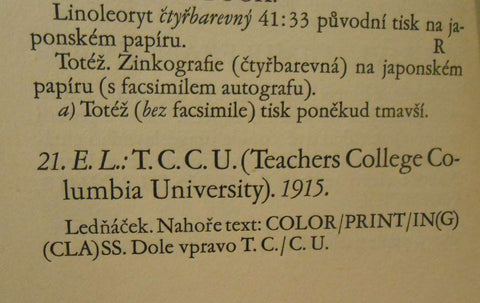 Linoleoryt čtyřbarevný 41:33 původní tisk na ja-
ponském papíru.
R
Totéž. Zinkografie (čtyřbarevná) na japonském
papíru (s facsimilem autografu).
a) Totéž (bez facsimile) tisk poněkud tmavší.
21. E. L.: T. C. C. U. (Teachers College Co-
lumbia University). 1915.
Ledňáček. Nahoře text: COLOR/PRINT/IN(G)
(CLA)SS. Dole vpravo T. C./C. U.